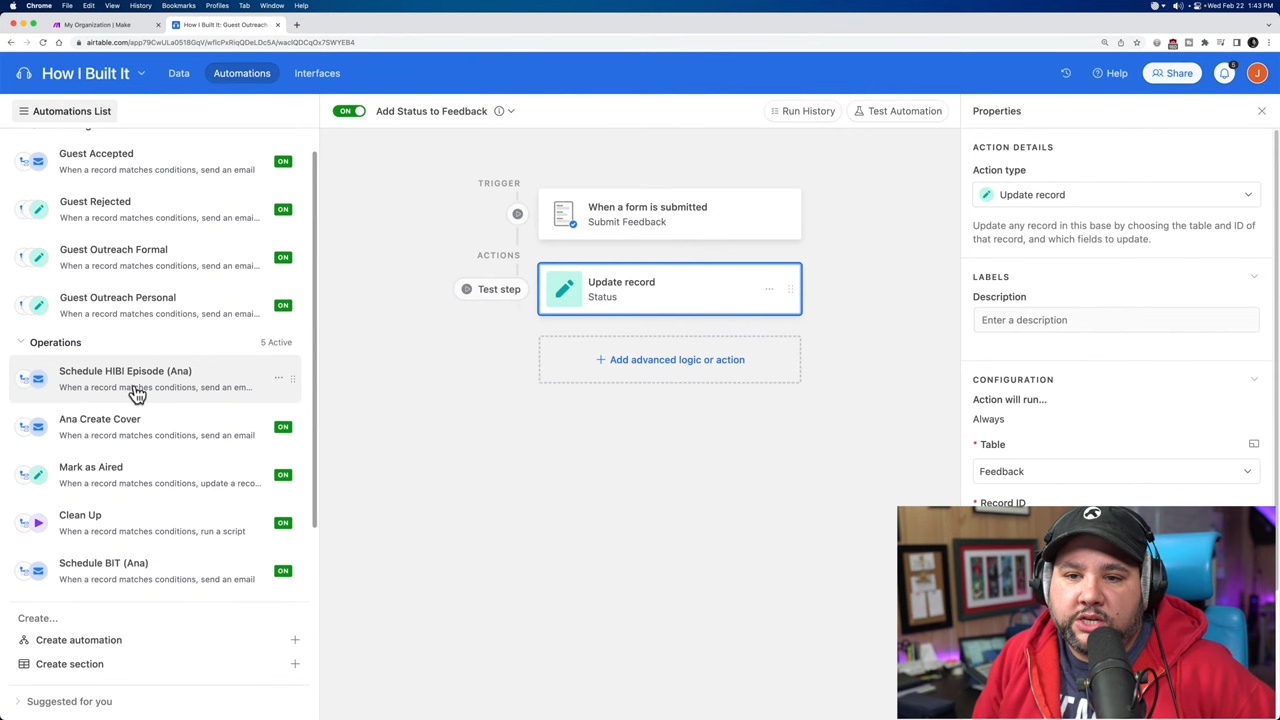 Chrome File Edit View History Bookmarks Profiles Tab Window Help
Wed Feb 22 1:43 PM
My Organization | Make
How I Built It: Guest Outreach
airtable.com/app79CwULa0518GqV/wflcPxRiqQDeLDc5A/waclQDCqOx7SWYEB4
How I Built It Data Automations Interfaces Help Share 5 J
Automations List
ON Add Status to Feedback Run History Test Automation Properties
Guest Accepted ON
When a record matches conditions, send an email
Guest Rejected ON
When a record matches conditions, send an emai...
Guest Outreach Formal ON
When a record matches conditions, send an emai...
Guest Outreach Personal ON
When a record matches conditions, send an emai...
Operations 5 Active
Schedule HIBI Episode (Ana)
When a record matches conditions, send an em...
Ana Create Cover ON
When a record matches conditions, send an email
Mark as Aired ON
When a record matches conditions, update a reco...
Clean Up ON
When a record matches conditions, run a script
Schedule BIT (Ana) ON
When a record matches conditions, send an email
Create...
Create automation
Create section
Suggested for you
TRIGGER
When a form is submitted
Submit Feedback
ACTIONS
Test step
Update record
Status
Add advanced logic or action
ACTION DETAILS
Action type
Update record
Update any record in this base by choosing the table and ID of
that record, and which fields to update.
LABELS
Description
Enter a description
CONFIGURATION
Action will run...
Always
* Table
Feedback
* Record ID